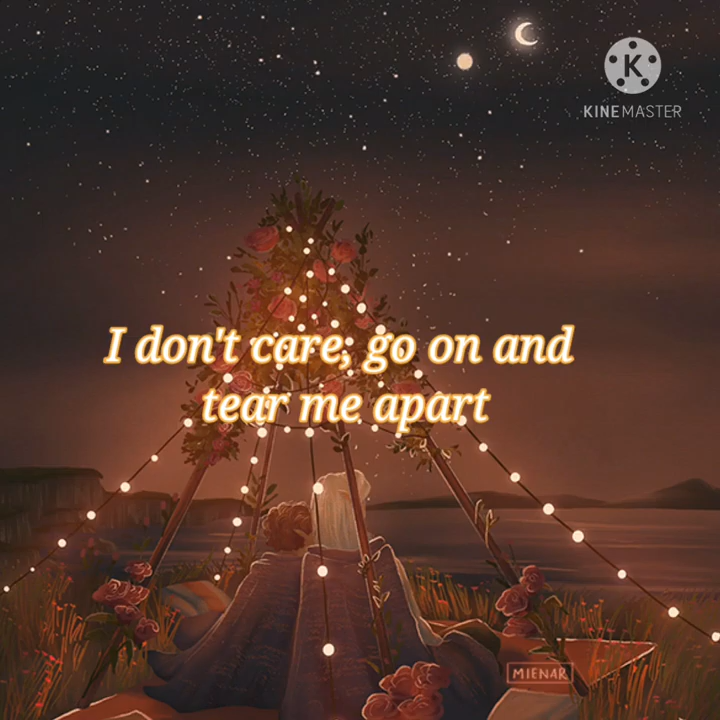 K
KINEMASTER
I don't care; go on and
tear me apart
MIENAR